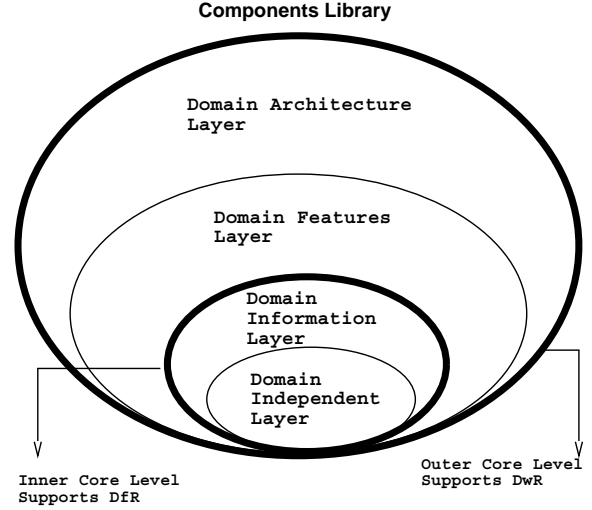 Components Library
Domain Architecture
Layer
Domain Features
Layer
Domain
Information
Layer
Domain
Independent
Layer
Inner Core Level
Supports DfR
Outer Core Level
Supports DwR